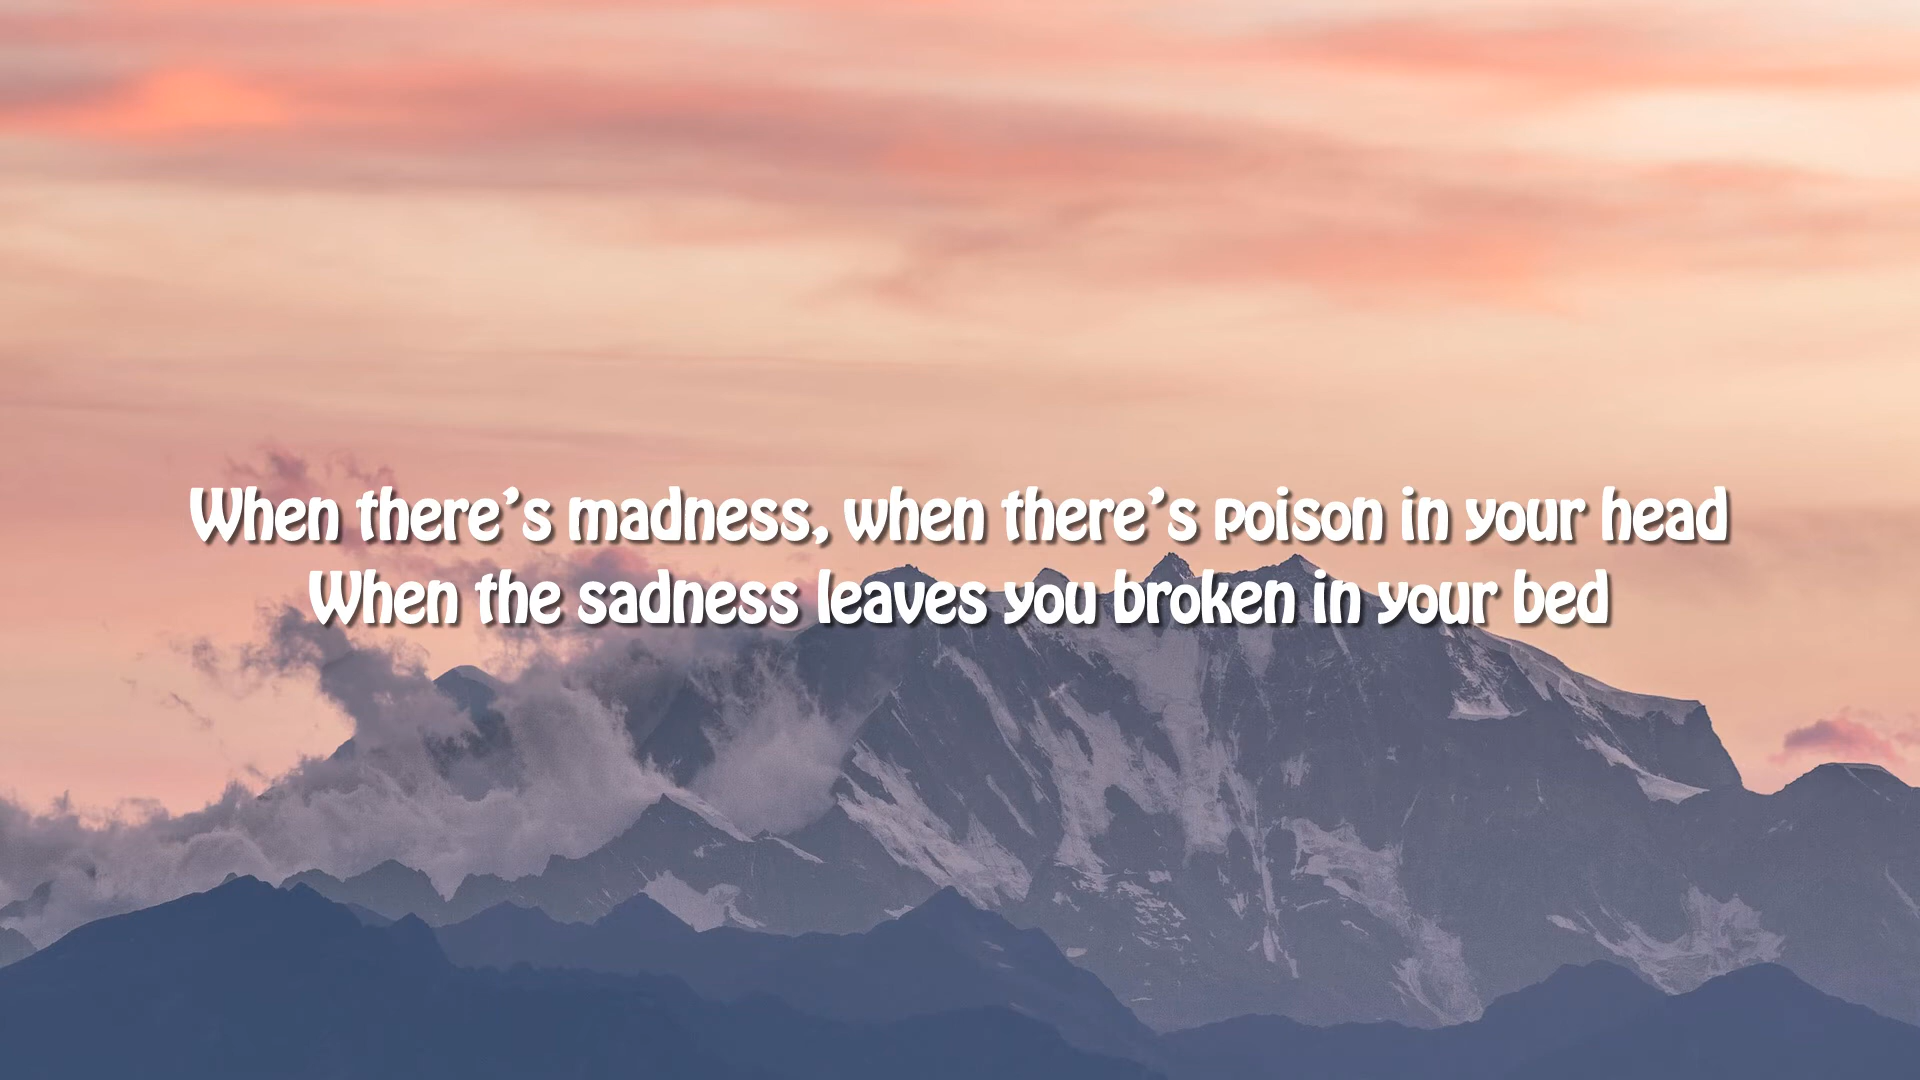 When there's madness, when there's poison in your head
When the sadness leaves you broken in your bed